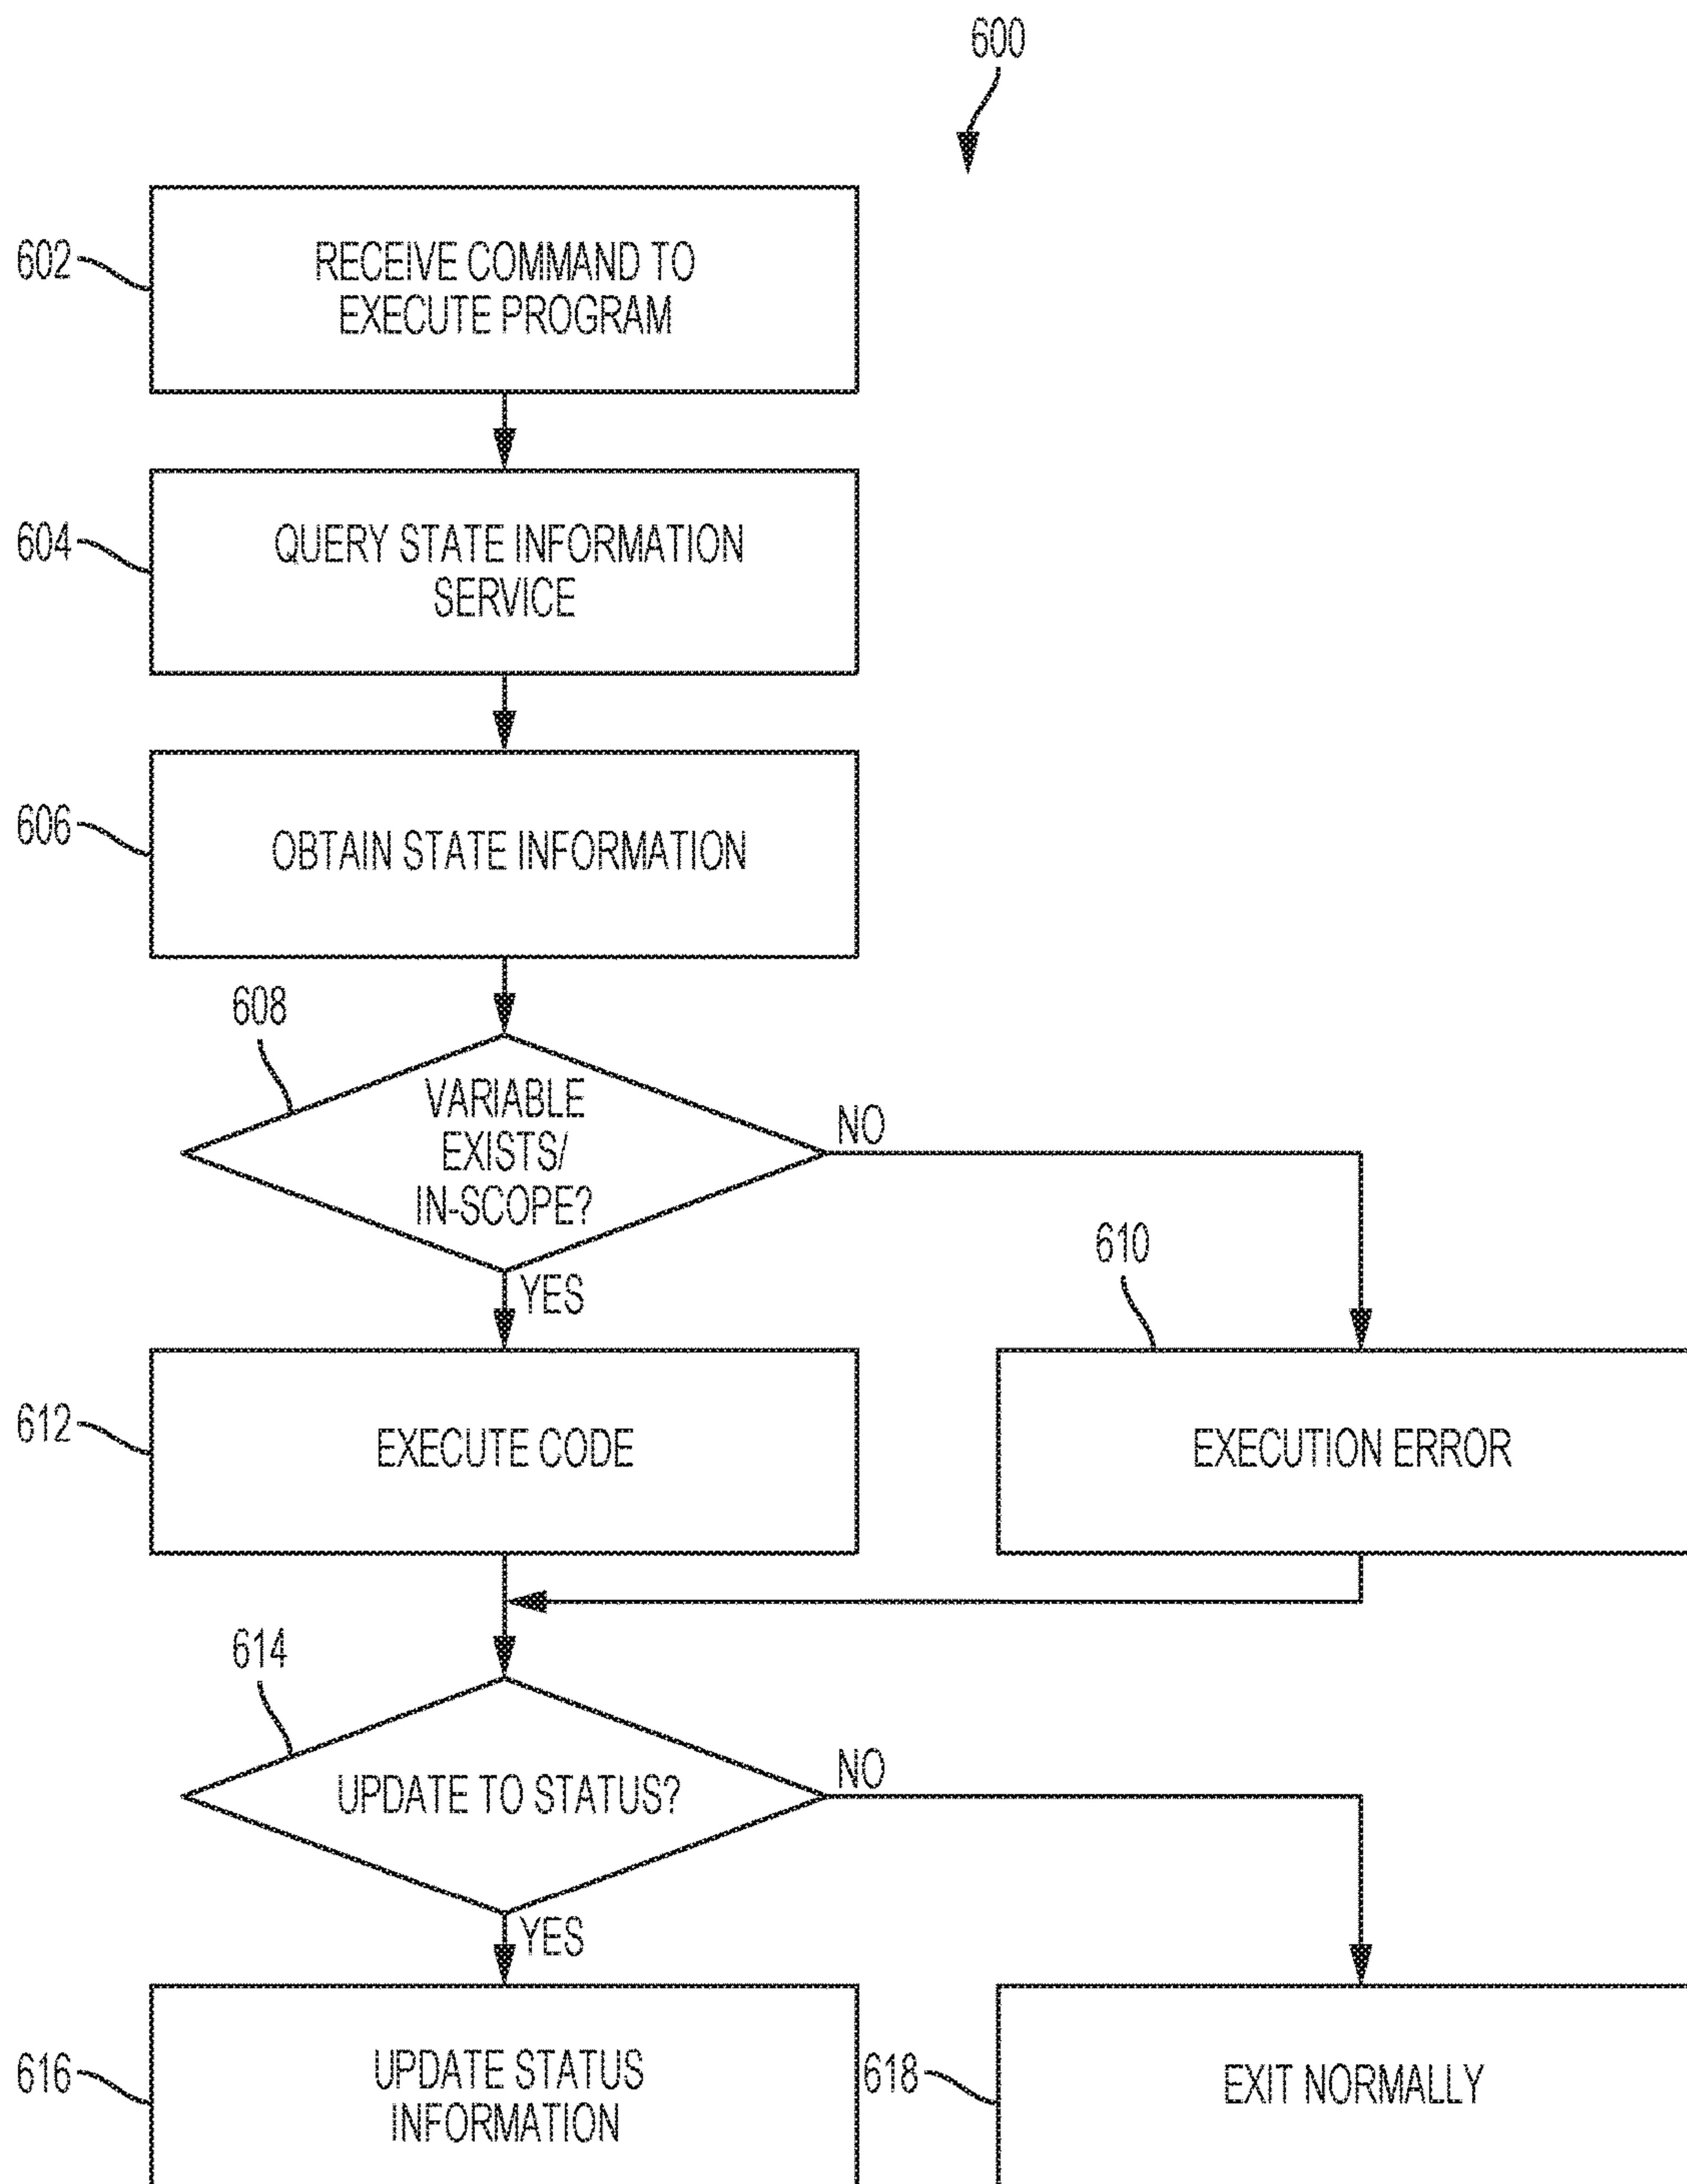 600
602
RECEIVE COMMAND TO
EXECUTE PROGRAM
604
QUERY STATE INFORMATION
SERVICE
606
OBTAIN STATE INFORMATION
608
VARIABLE
EXISTS/
IN-SCOPE?
NO
YES
610
612
EXECUTE CODE
EXECUTION ERROR
614
UPDATE TO STATUS?
NO
YES
616
UPDATE STATUS
INFORMATION
618
EXIT NORMALLY